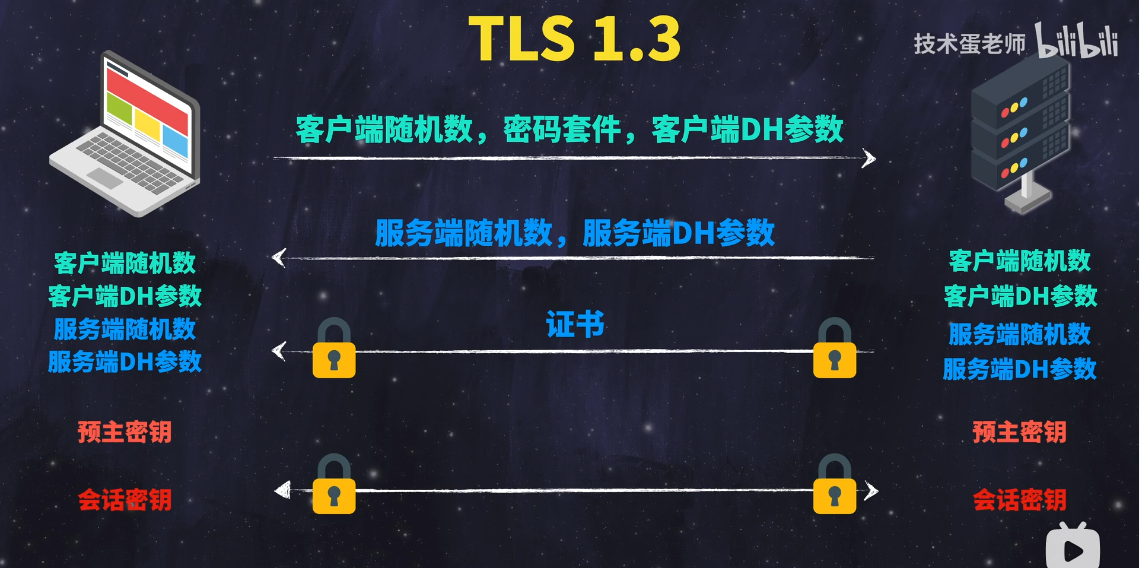 TLS 1.3
技术蛋老师 bilibili
客户端随机数，密码套件，客户端DH参数
服务端随机数，服务端DH参数
客户端随机数
客户端DH参数
服务端随机数
服务端DH参数
预主密钥
会话密钥
证书
客户端随机数
客户端DH参数
服务端随机数
服务端DH参数
预主密钥
会话密钥